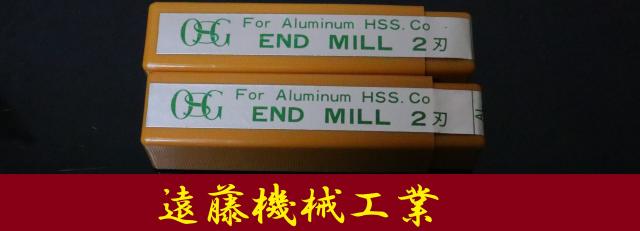 OSG For Aluminum HSS.Co
END MILL 2刃
OSG For Aluminum HSS.Co
END MILL 2刃
AL
遠藤機械工業